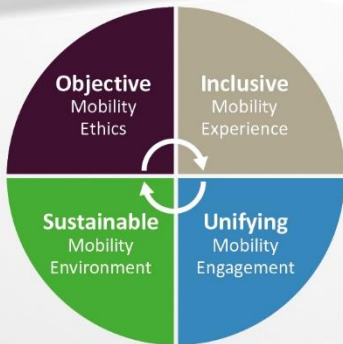 Objective
Mobility
Ethics
Inclusive
Mobility
Experience
Sustainable
Mobility
Environment
Unifying
Mobility
Engagement